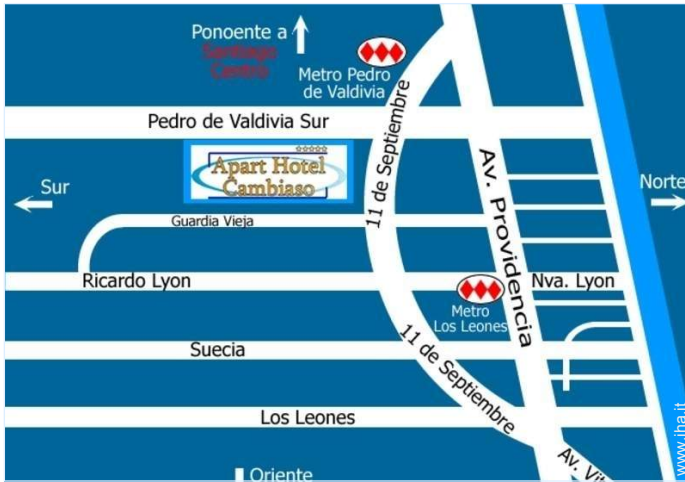 Ponoente a
Santiago
Centro
Metro Pedro
de Valdivia
Pedro de Valdivia Sur
11 de Septiembre
Apart Hotel
Cambiaso
Sur
Norte
Guardia Vieja
Av. Providencia
Ricardo Lyon
Nva. Lyon
Metro
Los Leones
Suecia
11 de Septiembre
Los Leones
Av. Vit
Oriente
www.iha.it